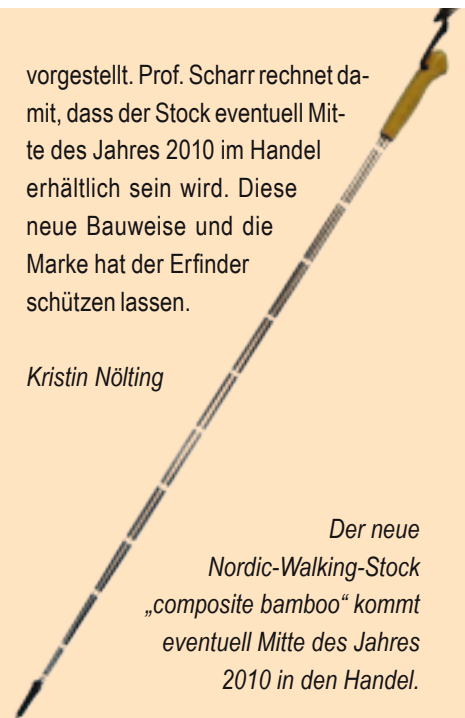 vorgestellt. Prof. Scharr rechnet da-
mit, dass der Stock eventuell Mit-
te des Jahres 2010 im Handel
erhältlich sein wird. Diese
neue Bauweise und die
Marke hat der Erfinder
schützen lassen.
Kristin Nölting
Der neue
Nordic-Walking-Stock
„composite bamboo“ kommt
eventuell Mitte des Jahres
2010 in den Handel.